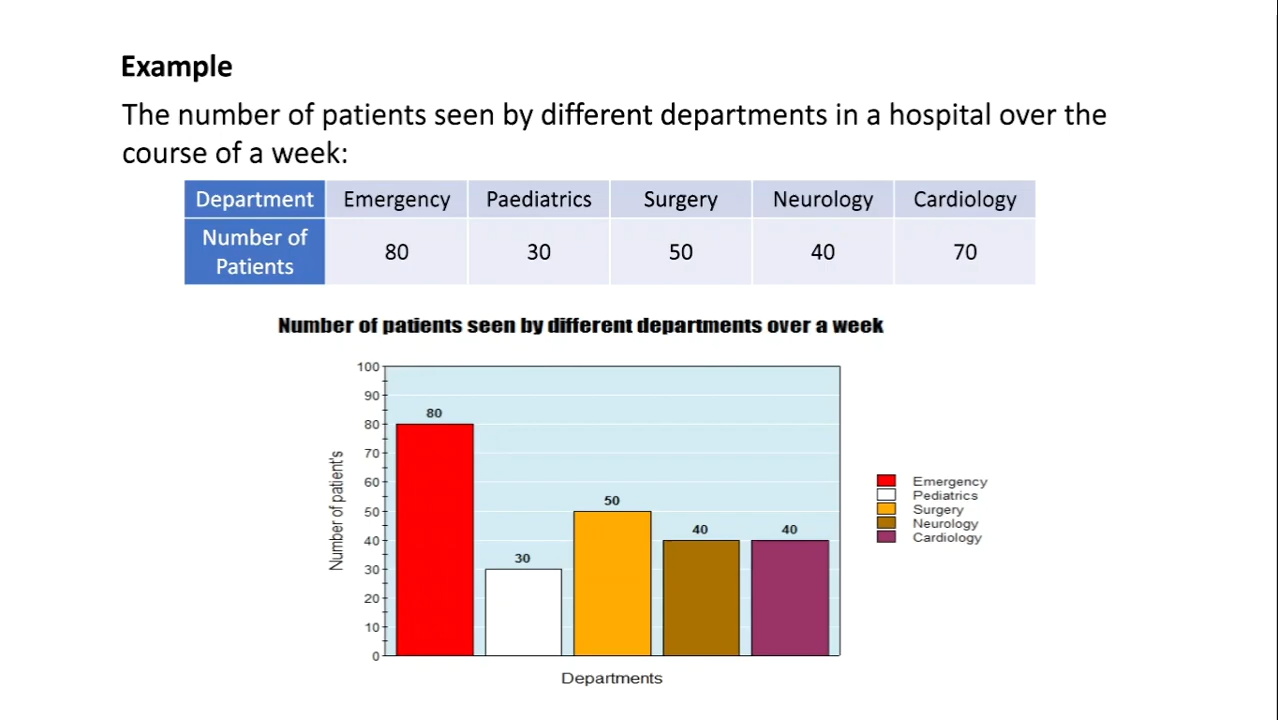 Example
The number of patients seen by different departments in a hospital over the
course of a week:
Department Emergency Paediatrics Surgery Neurology Cardiology
Number of
Patients 80 30 50 40 70
Number of patients seen by different departments over a week
100
90
80
70
60
50
40
30
20
10
0
Number of patient's
80
30
50
40
40
Departments
Emergency
Pediatrics
Surgery
Neurology
Cardiology